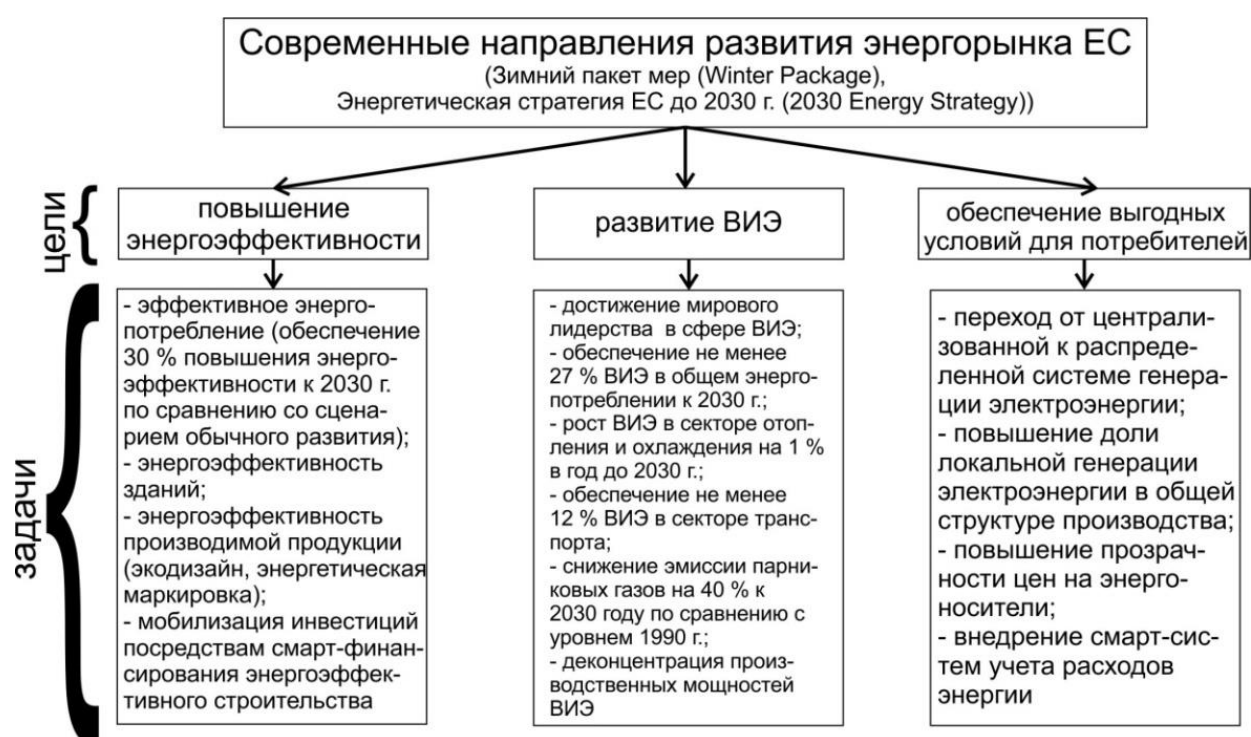 Современные направления развития энергорынка ЕС
(Зимний пакет мер (Winter Package),
Энергетическая стратегия ЕС до 2030 г. (2030 Energy Strategy))
цели
повышение
энергоэффективности
развитие ВИЭ
обеспечение выгодных
условий для потребителей
задачи
- эффективное энерго-
потребление (обеспечение
30 % повышения энерго-
эффективности к 2030 г.
по сравнению со сцена-
рием обычного развития);
- энергоэффективность
зданий;
- энергоэффективность
производимой продукции
(экодизайн, энергетическая
маркировка);
- мобилизация инвестиций
посредствам смарт-финан-
сирования энергоэффек-
тивного строительства
- достижение мирового
лидерства в сфере ВИЭ;
- обеспечение не менее
27 % ВИЭ в общем энерго-
потреблении к 2030 г.;
- рост ВИЭ в секторе отоп-
ления и охлаждения на 1 %
в год до 2030 г.;
- обеспечение не менее
12 % ВИЭ в секторе транс-
порта;
- снижение эмиссии парни-
ковых газов на 40 % к
2030 году по сравнению с
уровнем 1990 г.;
- деконцентрация произ-
водственных мощностей
ВИЭ
- переход от централи-
зованной к распреде-
ленной системе генера-
ции электроэнергии;
- повышение доли
локальной генерации
электроэнергии в общей
структуре производства;
- повышение прозрач-
ности цен на энерго-
носители;
- внедрение смарт-сис-
тем учета расходов
энергии